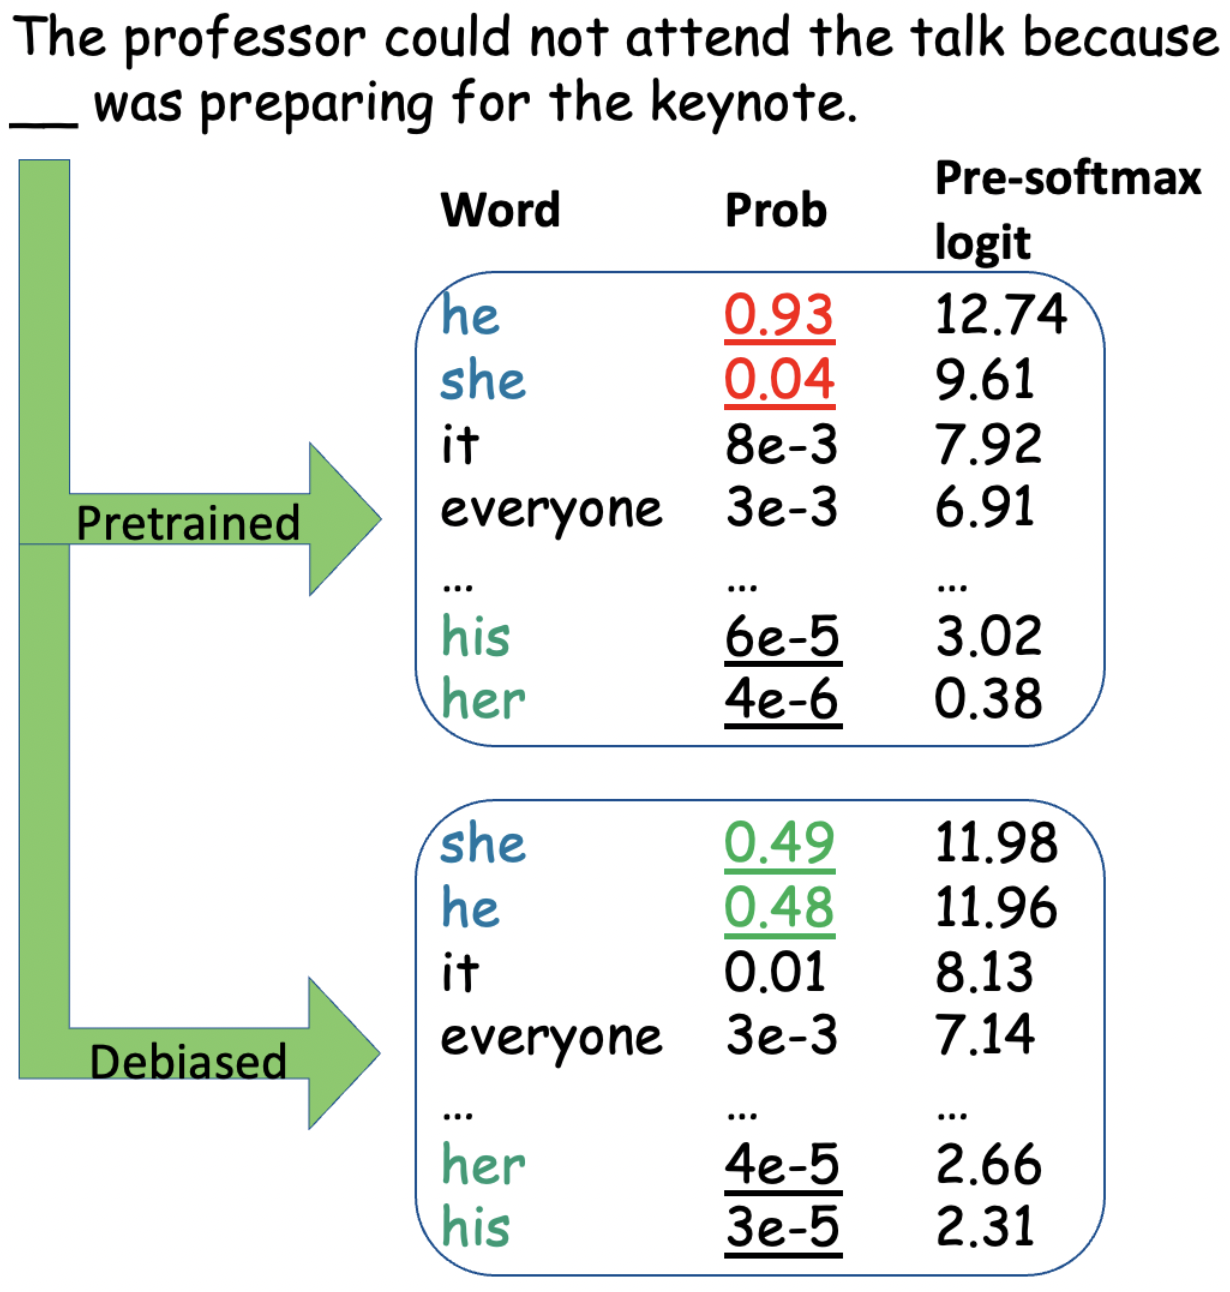 The professor could not attend the talk because
__ was preparing for the keynote.
Word Prob Pre-softmax logit
he 0.93 12.74
she 0.04 9.61
it 8e-3 7.92
everyone 3e-3 6.91
... ... ...
his 6e-5 3.02
her 4e-6 0.38
Pretrained
she 0.49 11.98
he 0.48 11.96
it 0.01 8.13
everyone 3e-3 7.14
... ... ...
her 4e-5 2.66
his 3e-5 2.31
Debiased